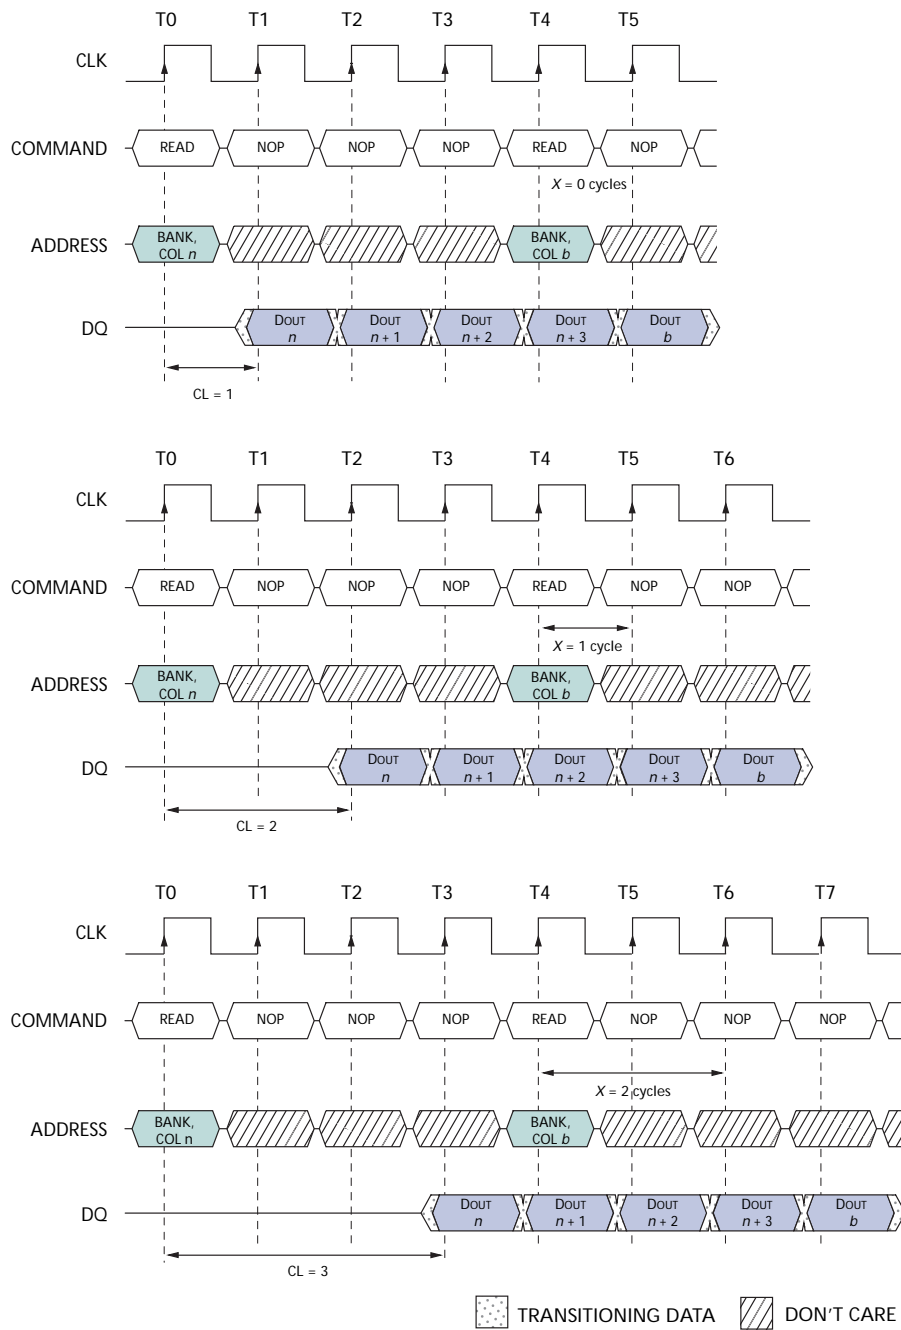 T0 T1 T2 T3 T4 T5
CLK
COMMAND READ NOP NOP NOP READ NOP
X = 0 cycles
ADDRESS BANK, COL n BANK, COL b
DQ DOUT n DOUT n + 1 DOUT n + 2 DOUT n + 3 DOUT b
CL = 1
T0 T1 T2 T3 T4 T5 T6
CLK
COMMAND READ NOP NOP NOP READ NOP NOP
X = 1 cycle
ADDRESS BANK, COL n BANK, COL b
DQ DOUT n DOUT n + 1 DOUT n + 2 DOUT n + 3 DOUT b
CL = 2
T0 T1 T2 T3 T4 T5 T6 T7
CLK
COMMAND READ NOP NOP NOP READ NOP NOP NOP
X = 2 cycles
ADDRESS BANK, COL n BANK, COL b
DQ DOUT n DOUT n + 1 DOUT n + 2 DOUT n + 3 DOUT b
CL = 3
TRANSITIONING DATA DON'T CARE